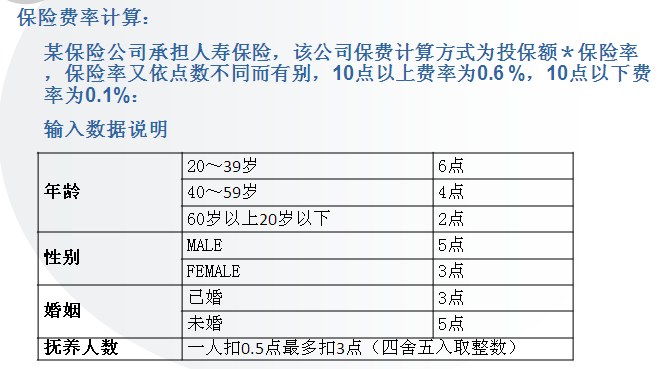 保险费率计算：
某保险公司承担人寿保险，该公司保费计算方式为投保额＊保险率
，保险率又依点数不同而有别，10点以上费率为0.6 %，10点以下费
率为0.1%：
输入数据说明
年龄 20～39岁 6点
40～59岁 4点
60岁以上20岁以下 2点
性别 MALE 5点
FEMALE 3点
婚姻 已婚 3点
未婚 5点
抚养人数 一人扣0.5点最多扣3点（四舍五入取整数）